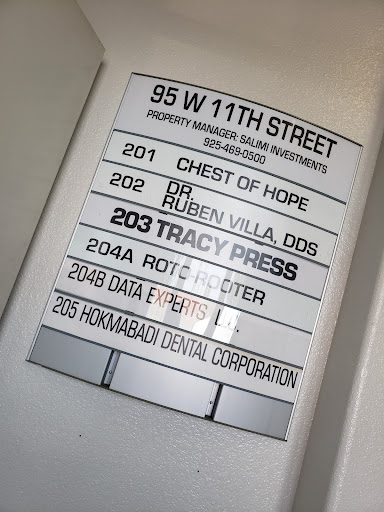 95 W 11TH STREET
PROPERTY MANAGER: SALIMI INVESTMENTS
925-469-0500
201 CHEST OF HOPE
202 DR.
RUBEN VILLA, DDS
203 TRACY PRESS
204A ROTO-ROOTER
204B DATA EXPERTS
205 HOKMABADI DENTAL CORPORATION